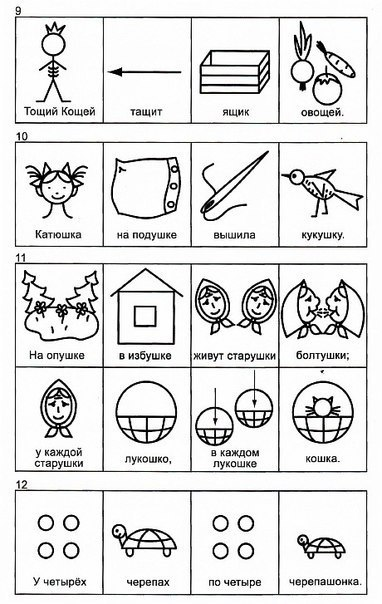 9
Тощий Кощей
тащит
ящик
овощей.
10
Катюшка
на подушке
вышила
кукушку.
11
На опушке
в избушке
живут старушки
болтушки;
у каждой
старушки
лукошко,
в каждом
лукошке
кошка.
12
У четырёх
черепах
по четыре
черепашонка.